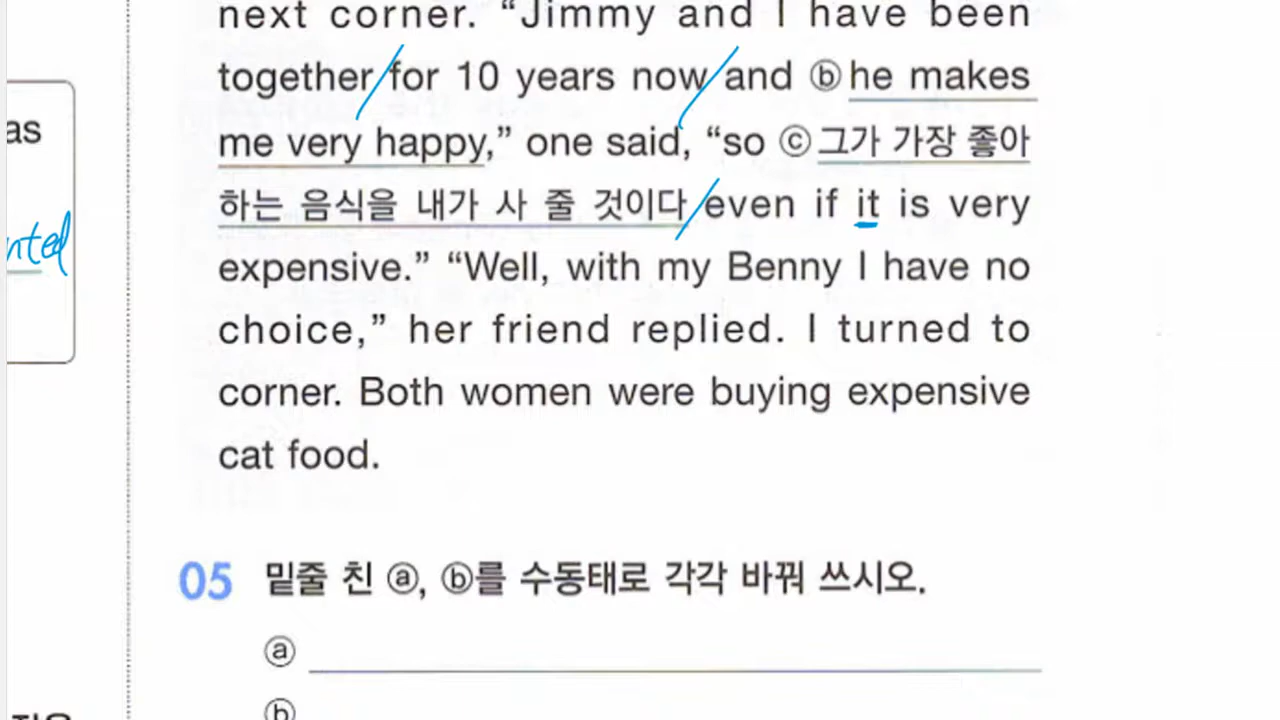 next corner. “Jimmy and I have been
together for 10 years now and ⓑ he makes
me very happy,” one said, “so ⓒ 그가 가장 좋아
하는 음식을 내가 사 줄 것이다 even if it is very
expensive.” “Well, with my Benny I have no
choice,” her friend replied. I turned to
corner. Both women were buying expensive
cat food.
as
nted
05 밑줄 친 ⓐ, ⓑ를 수동태로 각각 바꿔 쓰시오.
ⓐ
ⓑ